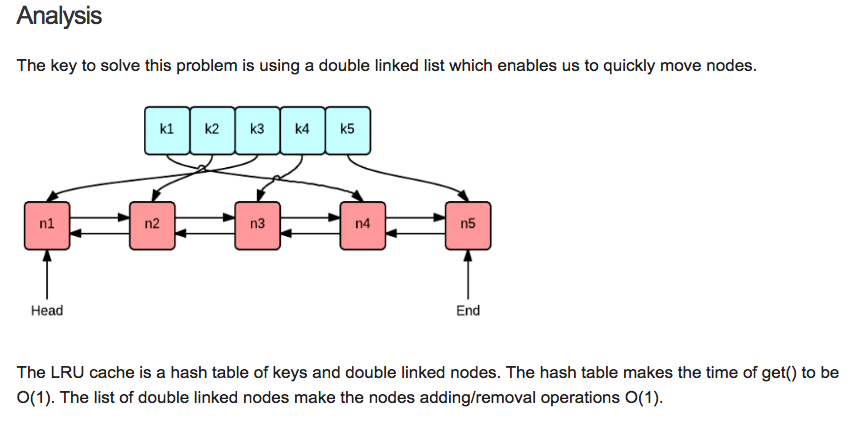 Analysis
The key to solve this problem is using a double linked list which enables us to quickly move nodes.
k1 k2 k3 k4 k5
n1 n2 n3 n4 n5
Head End
The LRU cache is a hash table of keys and double linked nodes. The hash table makes the time of get() to be
O(1). The list of double linked nodes make the nodes adding/removal operations O(1).